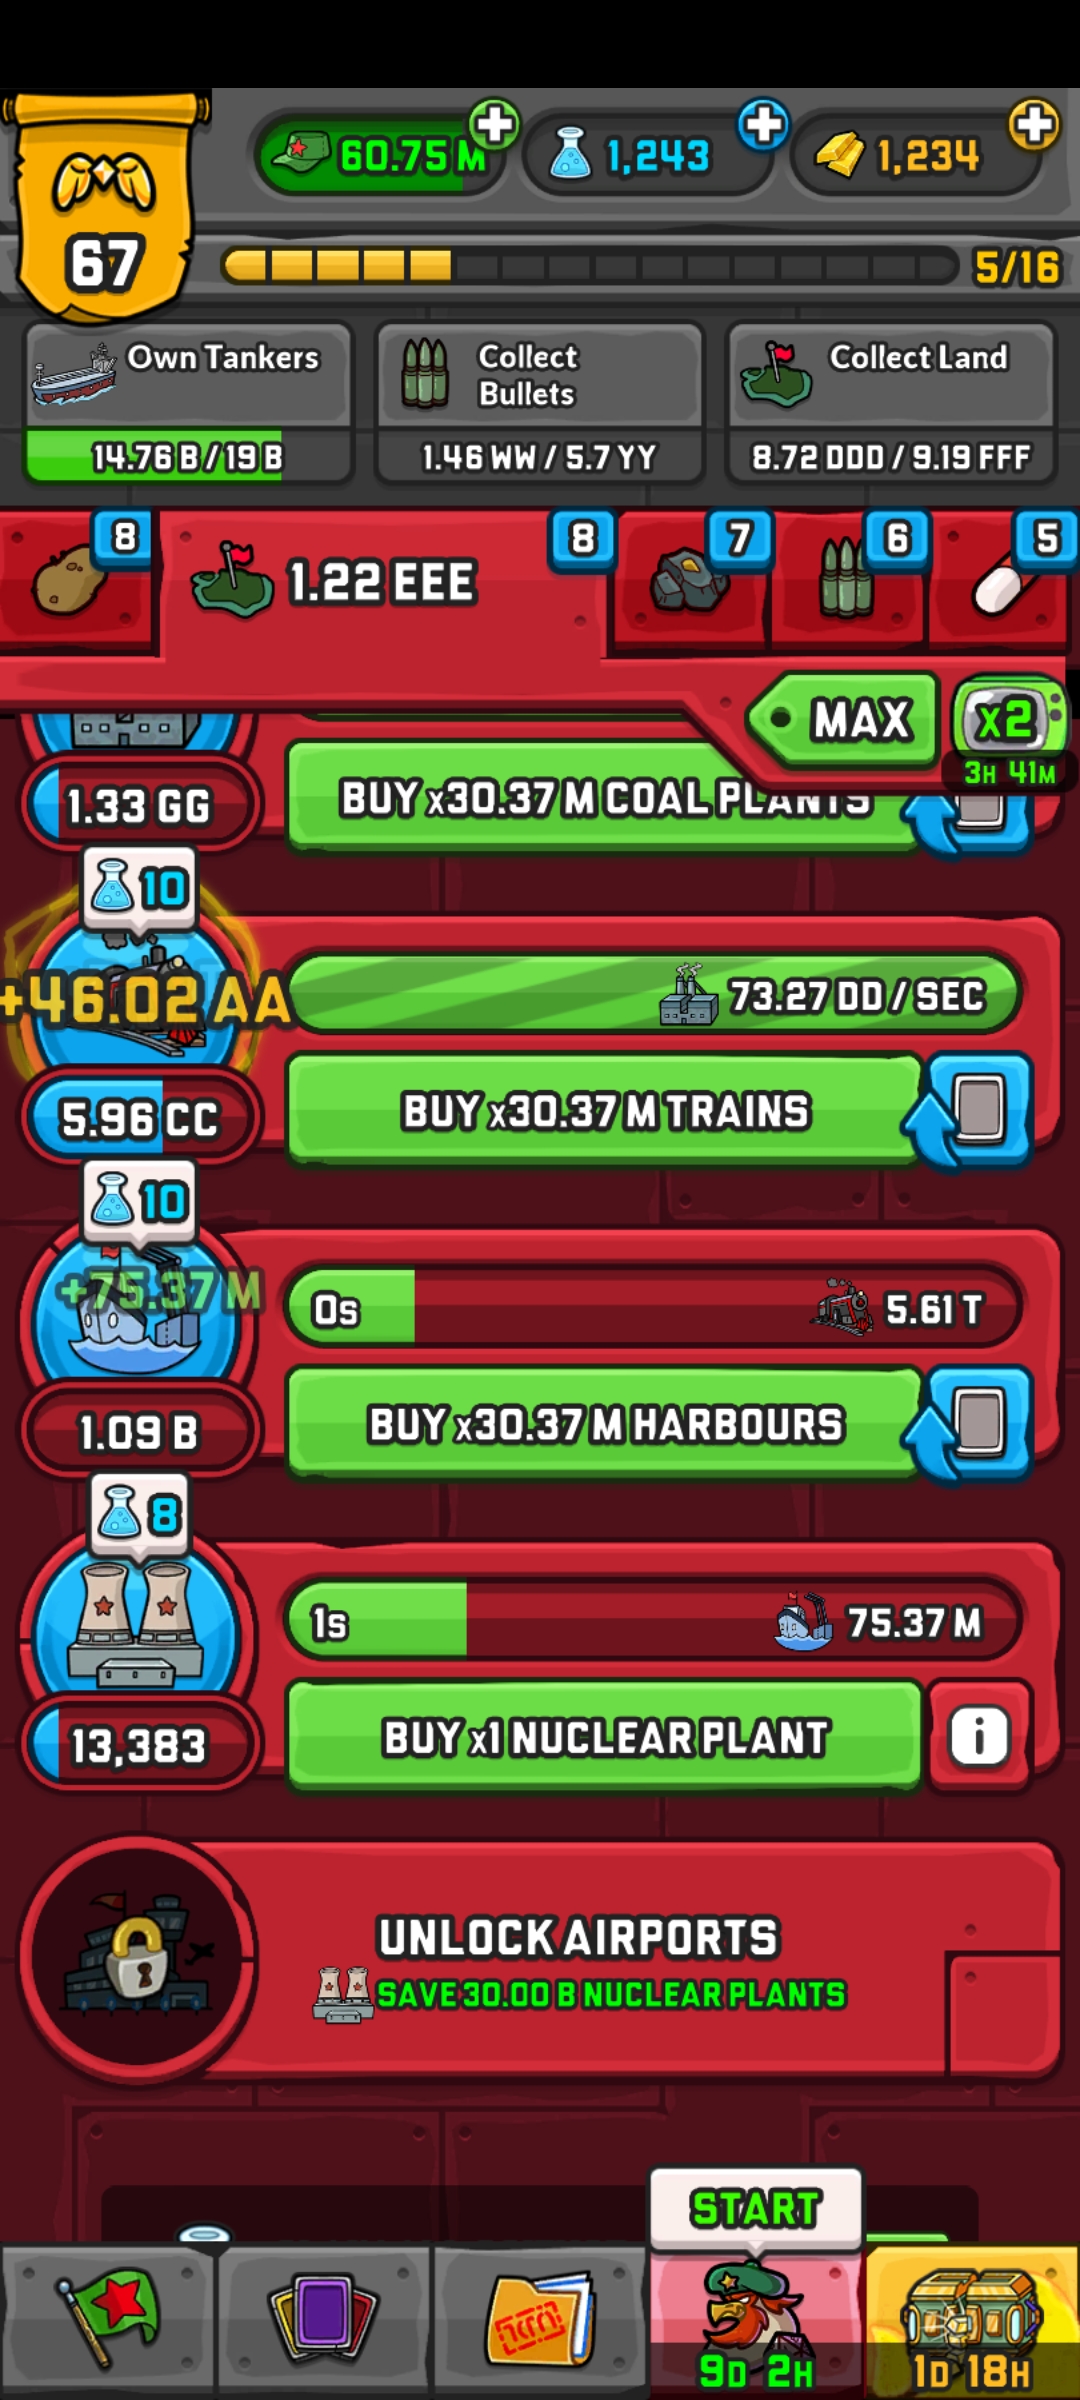 60.75 M
1,243
1,234
67
5/16
Own Tankers
14.76 B / 19 B
Collect
Bullets
1.46 WW / 5.7 YY
Collect Land
8.72 DDD / 9.19 FFF
8
1.22 EEE
8
7
6
5
MAX
x2
3H 41M
1.33 GG
BUY x30.37 M COAL PLANTS
10
+46.02 AA
73.27 DD / SEC
5.96 CC
BUY x30.37 M TRAINS
10
+75.37 M
0s
5.61 T
1.09 B
BUY x30.37 M HARBOURS
8
1s
75.37 M
13,383
BUY x1 NUCLEAR PLANT
i
UNLOCK AIRPORTS
SAVE 30.00 B NUCLEAR PLANTS
START
9D 2H
1D 18H